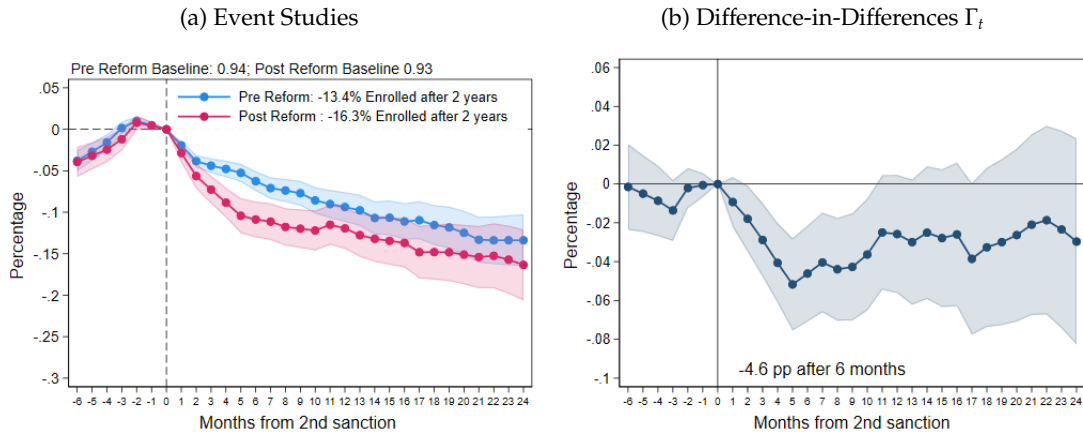 (a) Event Studies
Pre Reform Baseline: 0.94; Post Reform Baseline 0.93
Pre Reform: -13.4% Enrolled after 2 years
Post Reform : -16.3% Enrolled after 2 years
Percentage
.05
0
-.05
-.1
-.15
-.2
-.25
-.3
-6 -5 -4 -3 -2 -1 0 1 2 3 4 5 6 7 8 9 10 11 12 13 14 15 16 17 18 19 20 21 22 23 24
Months from 2nd sanction
(b) Difference-in-Differences Γt
Percentage
.06
.04
.02
0
-.02
-.04
-.06
-.08
-.1
-4.6 pp after 6 months
-6 -5 -4 -3 -2 -1 0 1 2 3 4 5 6 7 8 9 10 11 12 13 14 15 16 17 18 19 20 21 22 23 24
Months from 2nd sanction